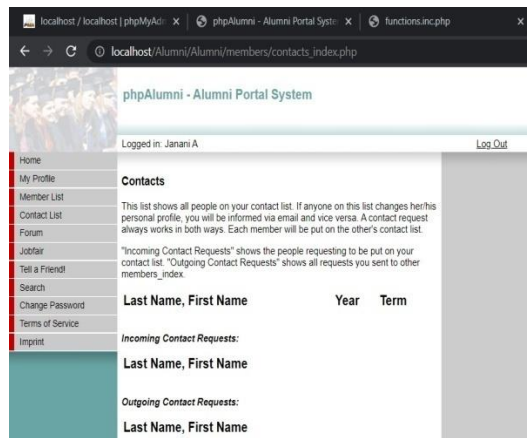 localhost / localhost | phpMyAdr x
phpAlumni - Alumni Portal Syster x
functions.inc.php x
localhost/Alumni/Alumni/members/contacts_index.php
phpAlumni - Alumni Portal System
Logged in: Janani A
Log Out
Home
My Profile
Member List
Contact List
Forum
Jobfair
Tell a Friend!
Search
Change Password
Terms of Service
Imprint
Contacts
This list shows all people on your contact list. If anyone on this list changes her/his
personal profile, you will be informed via email and vice versa. A contact request
always works in both ways. Each member will be put on the other's contact list.
"Incoming Contact Requests" shows the people requesting to be put on your
contact list. "Outgoing Contact Requests" shows all requests you sent to other
members_index.
Last Name, First Name Year Term
Incoming Contact Requests:
Last Name, First Name
Outgoing Contact Requests:
Last Name, First Name